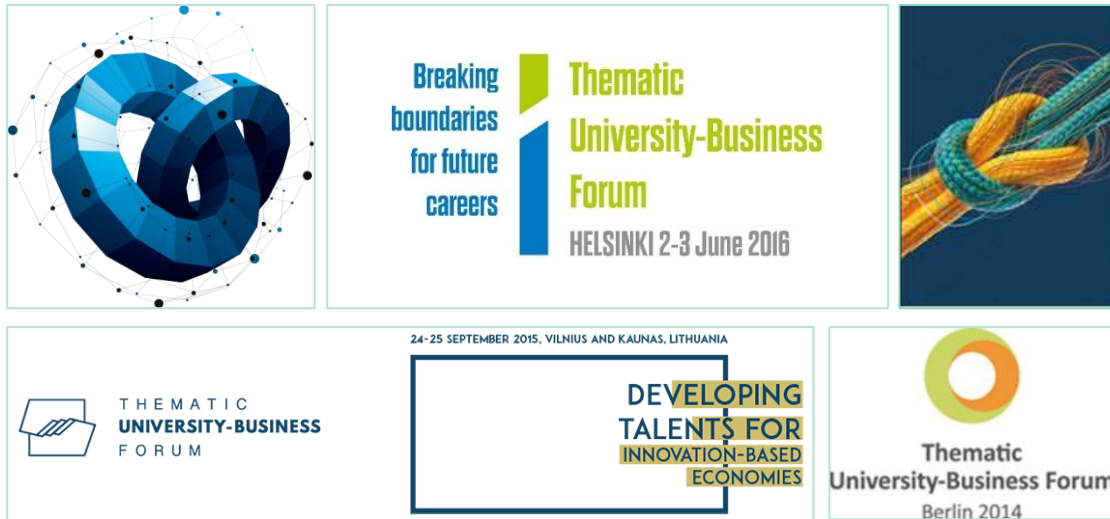 Breaking
boundaries
for future
careers
Thematic
University-Business
Forum
HELSINKI 2-3 June 2016
THEMATIC
UNIVERSITY-BUSINESS
FORUM
24-25 SEPTEMBER 2015, VILNIUS AND KAUNAS, LITHUANIA
DEVELOPING
TALENTS FOR
INNOVATION-BASED
ECONOMIES
Thematic
University-Business Forum
Berlin 2014